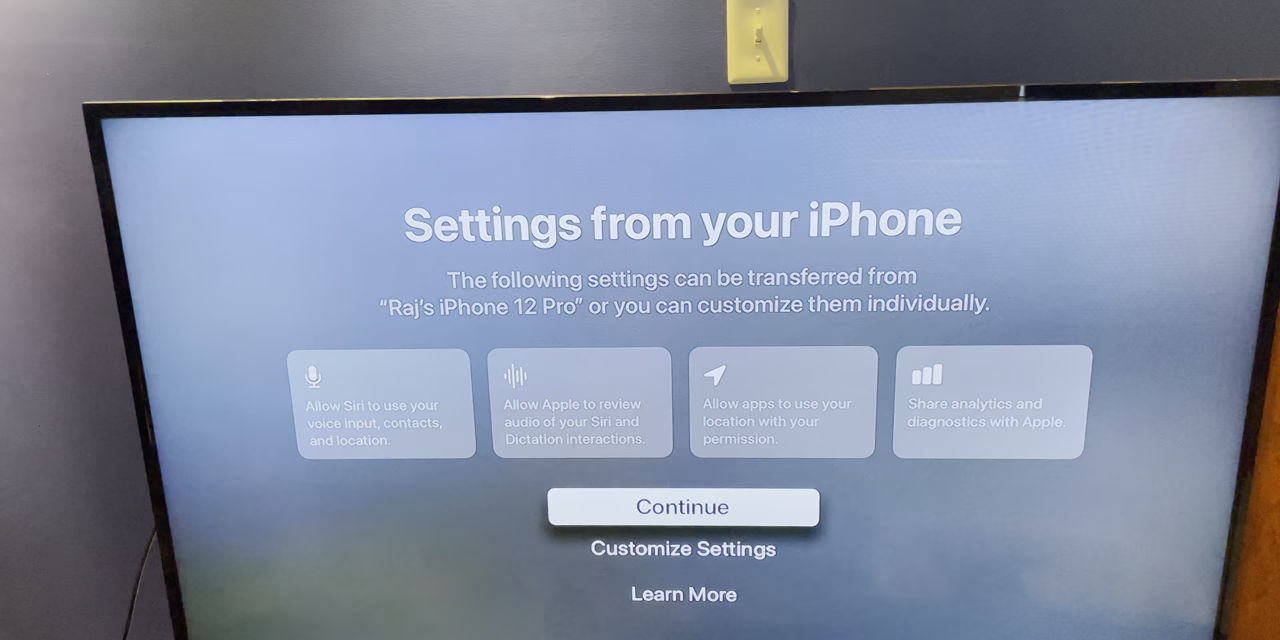 Settings from your iPhone
The following settings can be transferred from
“Raj’s iPhone 12 Pro” or you can customize them individually.
Allow Siri to use your
voice input, contacts,
and location.
Allow Apple to review
audio of your Siri and
Dictation interactions.
Allow apps to use your
location with your
permission.
Share analytics and
diagnostics with Apple.
Continue
Customize Settings
Learn More